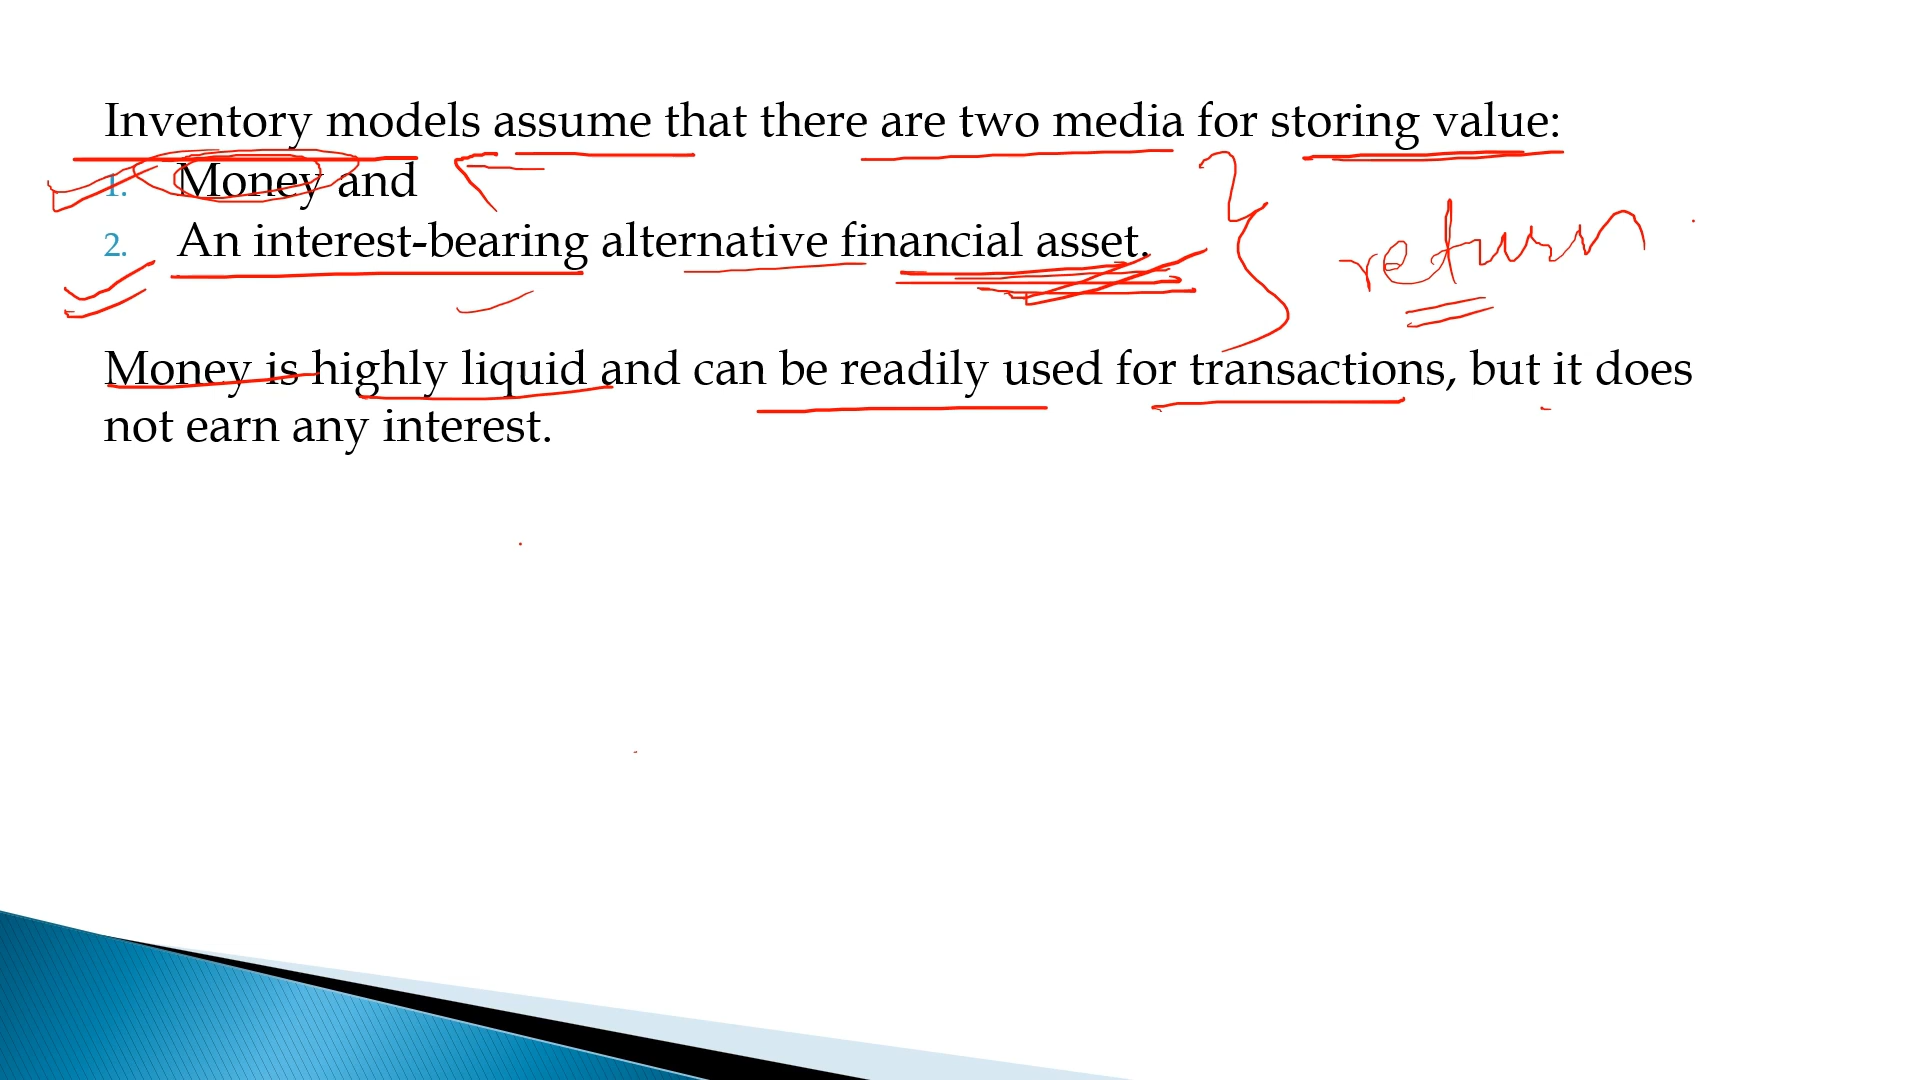 Inventory models assume that there are two media for storing value:
1. Money and
2. An interest-bearing alternative financial asset.
return
Money is highly liquid and can be readily used for transactions, but it does
not earn any interest.